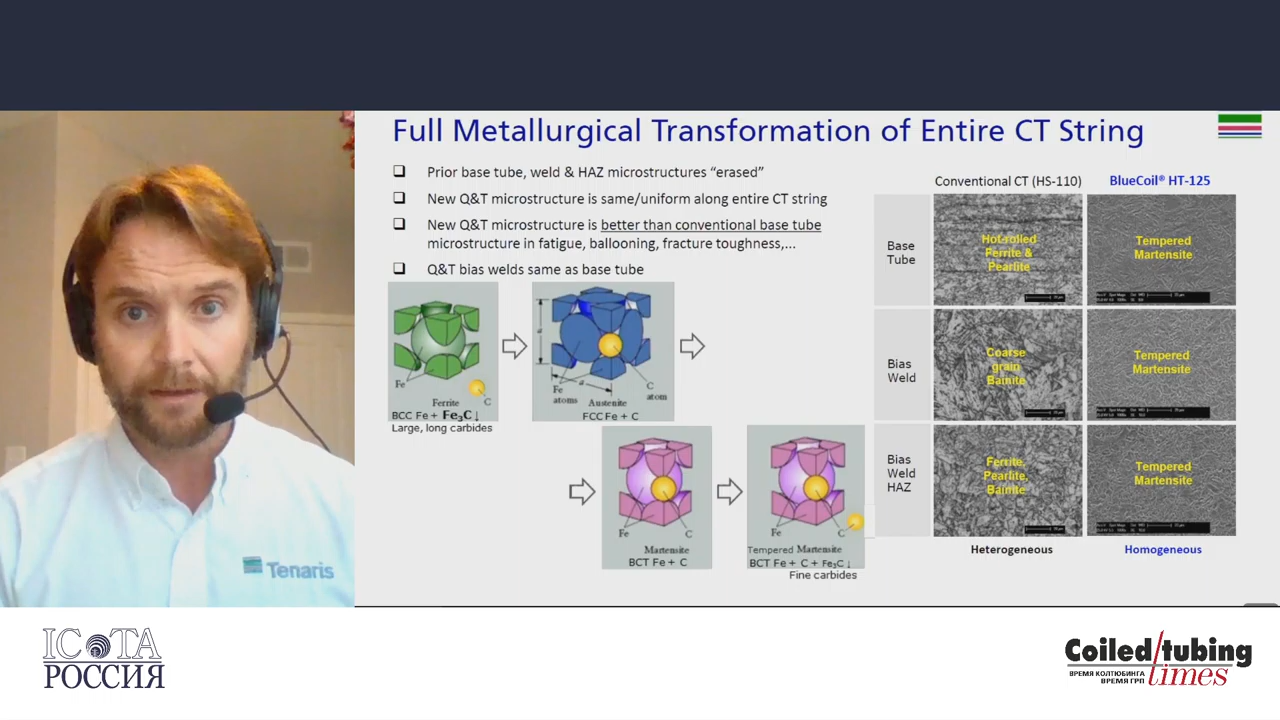 Full Metallurgical Transformation of Entire CT String
❑ Prior base tube, weld & HAZ microstructures “erased”
❑ New Q&T microstructure is same/uniform along entire CT string
❑ New Q&T microstructure is better than conventional base tube
microstructure in fatigue, ballooning, fracture toughness,...
❑ Q&T bias welds same as base tube
Fe
C
Ferrite
BCC Fe + Fe₃C ↓
Large, long carbides
a
a
Fe
atoms
C
atom
Austenite
FCC Fe + C
Fe
C
Martensite
BCT Fe + C
Fe
C
Tempered Martensite
BCT Fe + C + Fe₃C ↓
Fine carbides
Conventional CT (HS-110)
BlueCoil® HT-125
Base
Tube
Hot-rolled
Ferrite &
Pearlite
Tempered
Martensite
Bias
Weld
Coarse
grain
Bainite
Tempered
Martensite
Bias
Weld
HAZ
Ferrite,
Pearlite,
Bainite
Tempered
Martensite
Heterogeneous
Homogeneous
Tenaris
ICoTA
РОССИЯ
Coiled tubing
times
ВРЕМЯ КОЛТЮБИНГА
ВРЕМЯ ГРП